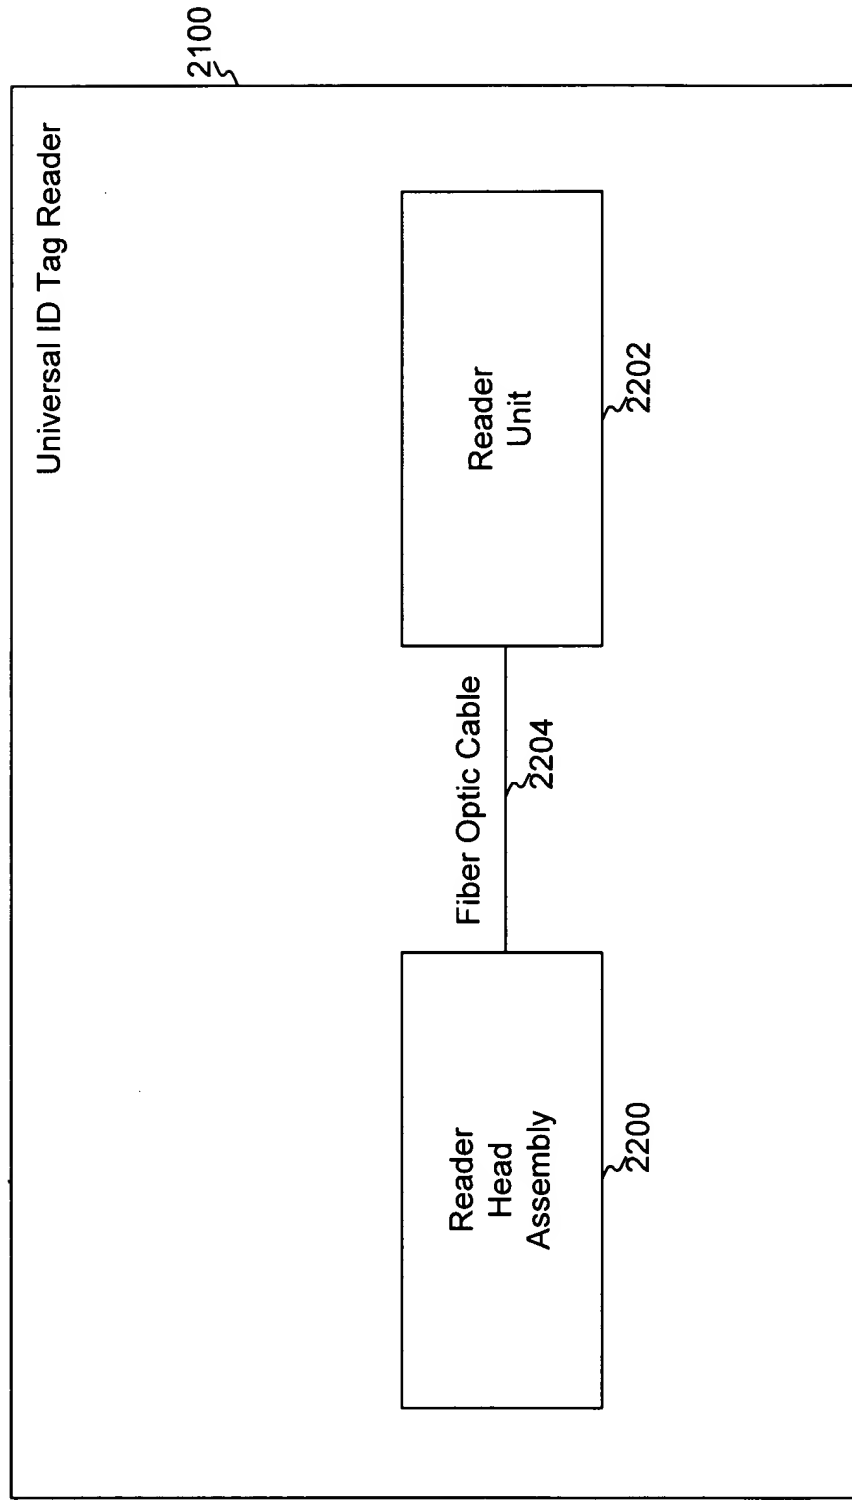 2100
Universal ID Tag Reader
Reader
Head
Assembly
2200
Fiber Optic Cable
2204
Reader
Unit
2202